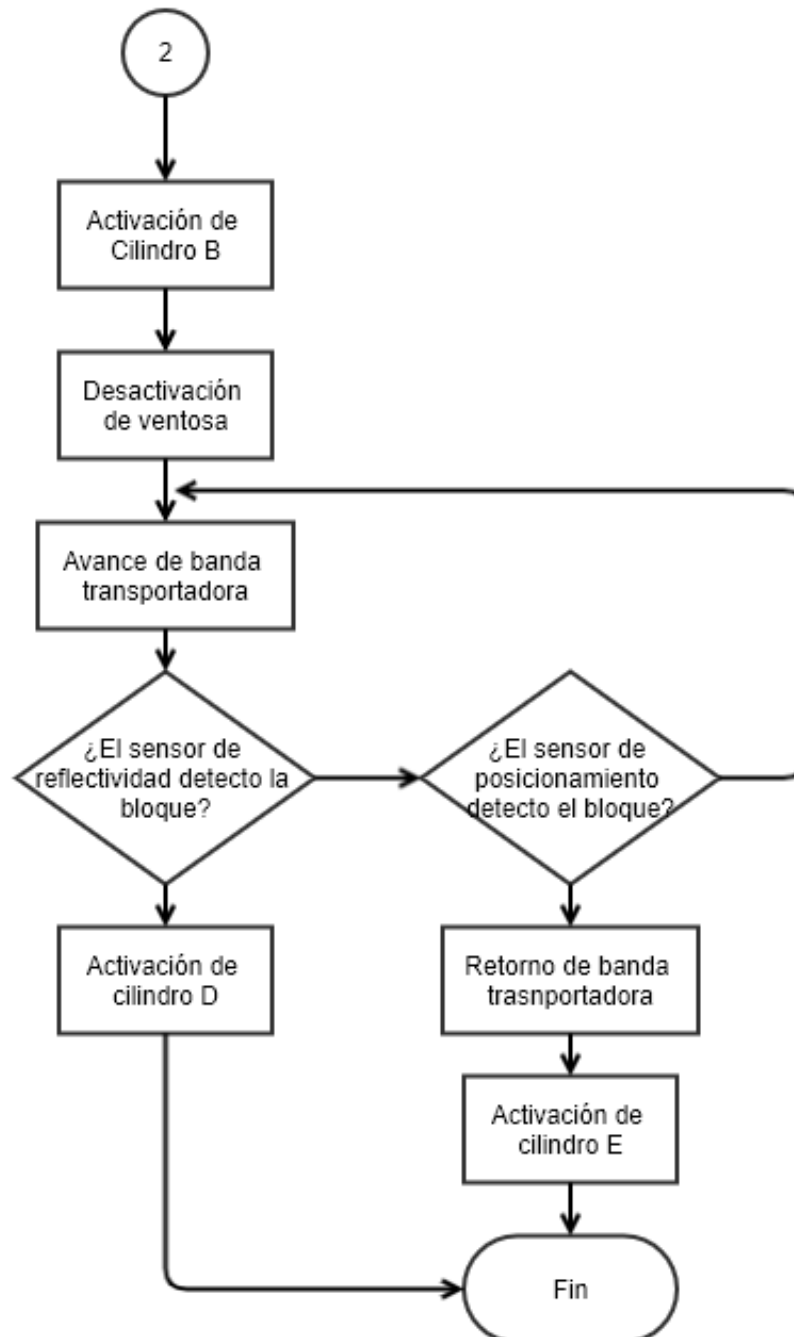 2
Activación de
Cilindro B
Desactivación
de ventosa
Avance de banda
transportadora
¿El sensor de
reflectividad detecto la
bloque?
¿El sensor de
posicionamiento
detecto el bloque?
Activación de
cilindro D
Retorno de banda
trasnportadora
Activación de
cilindro E
Fin